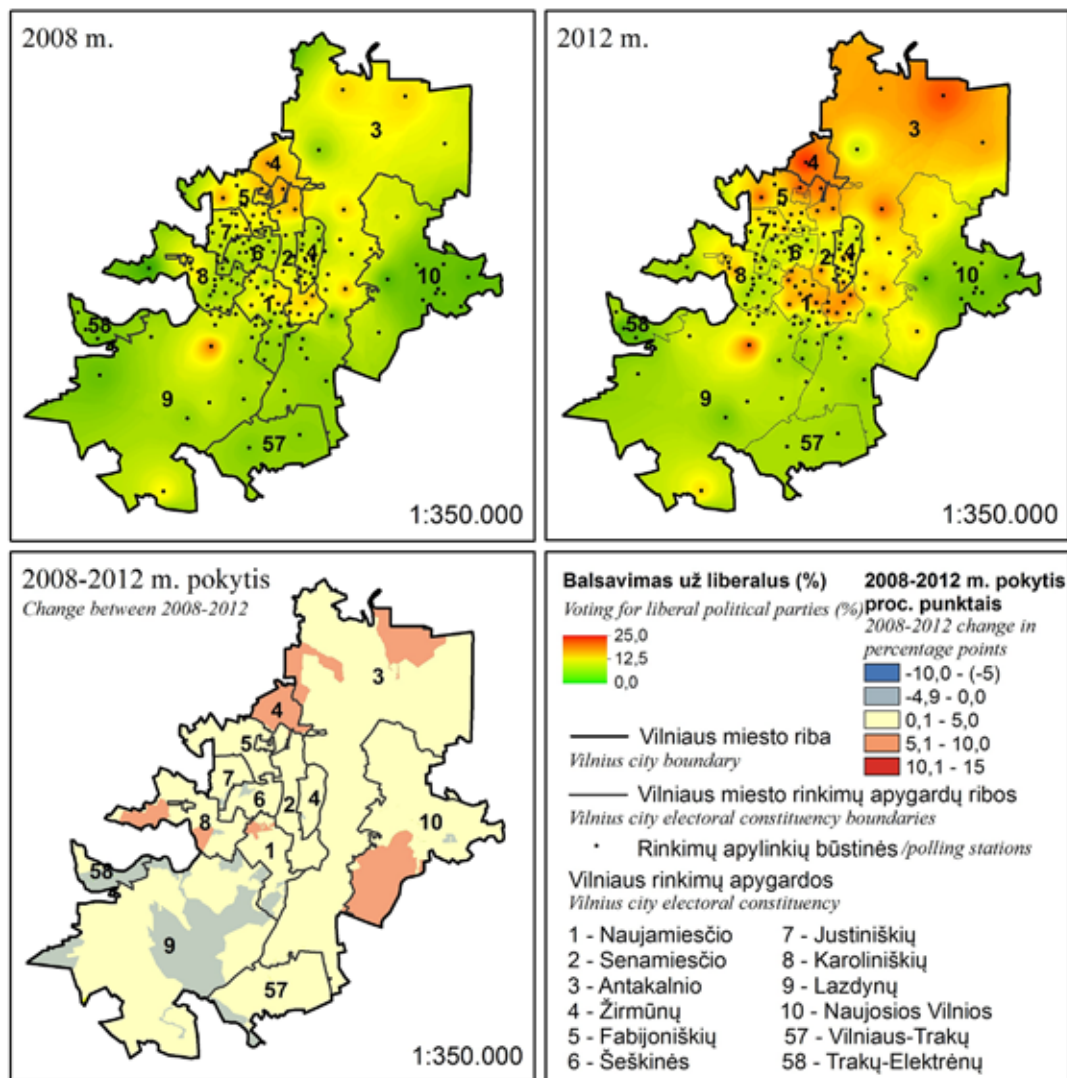 2008 m.
3
4
5
7
6
2
4
8
10
1
58
9
57
1:350.000
2012 m.
3
4
5
7
6
2
4
8
10
1
58
9
57
1:350.000
2008-2012 m. pokytis
Change between 2008-2012
3
4
5
7
6
2
4
8
10
1
58
9
57
1:350.000
Balsavimas už liberalus (%)
Voting for liberal political parties (%)
25,0
12,5
0,0
2008-2012 m. pokytis
proc. punktais
2008-2012 change in
percentage points
-10,0 - (-5)
-4,9 - 0,0
0,1 - 5,0
5,1 - 10,0
10,1 - 15
Vilniaus miesto riba
Vilnius city boundary
Vilniaus miesto rinkimų apygardų ribos
Vilnius city electoral constituency boundaries
Rinkimų apylinkių būstinės /polling stations
Vilniaus rinkimų apygardos
Vilnius city electoral constituency
1 - Naujamiesčio
2 - Senamiesčio
3 - Antakalnio
4 - Žirmūnų
5 - Fabijoniškių
6 - Šeškinės
7 - Justiniškių
8 - Karoliniškių
9 - Lazdynų
10 - Naujosios Vilnios
57 - Vilniaus-Trakų
58 - Trakų-Elektrėnų